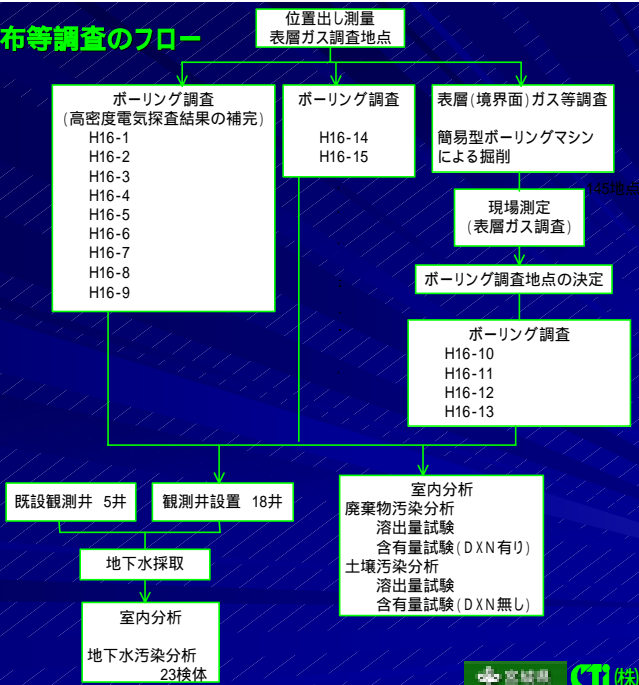 布等調査のフロー
位置出し測量
表層ガス調査地点
ボーリング調査
(高密度電気探査結果の補完)
H16-1
H16-2
H16-3
H16-4
H16-5
H16-6
H16-7
H16-8
H16-9
ボーリング調査
H16-14
H16-15
表層(境界面)ガス等調査
簡易型ボーリングマシン
による掘削
145地点
現場測定
(表層ガス調査)
ボーリング調査地点の決定
ボーリング調査
H16-10
H16-11
H16-12
H16-13
既設観測井 5井
観測井設置 18井
地下水採取
室内分析
地下水汚染分析
23検体
室内分析
廃棄物汚染分析
溶出量試験
含有量試験(DXN有り)
土壌汚染分析
溶出量試験
含有量試験(DXN無し)
宮城県
CTi (株)